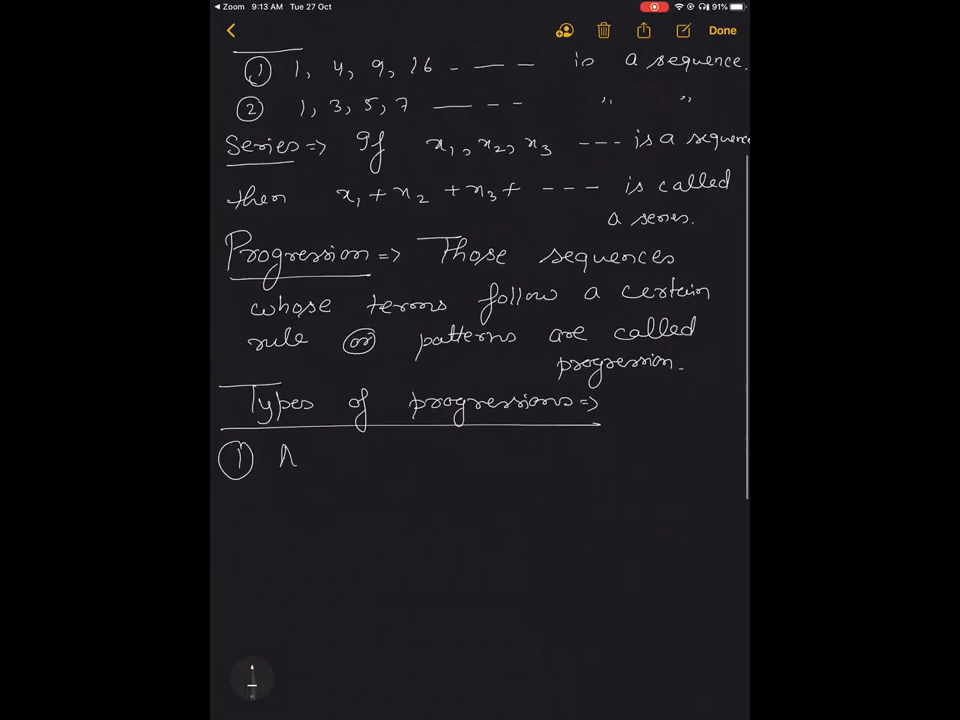 Zoom 9:13 AM Tue 27 Oct 91%
Done
1 1, 4, 9, 16 - — — is a sequence.
2 1, 3, 5, 7 — - - " "
Series => If x1, x2, x3 --- is a sequence
then x1 + x2 + x3 + ---- is called
a series.
Progression => Those sequences
whose terms follow a certain
rule or patterns are called
progression.
Types of progressions =>
1 A